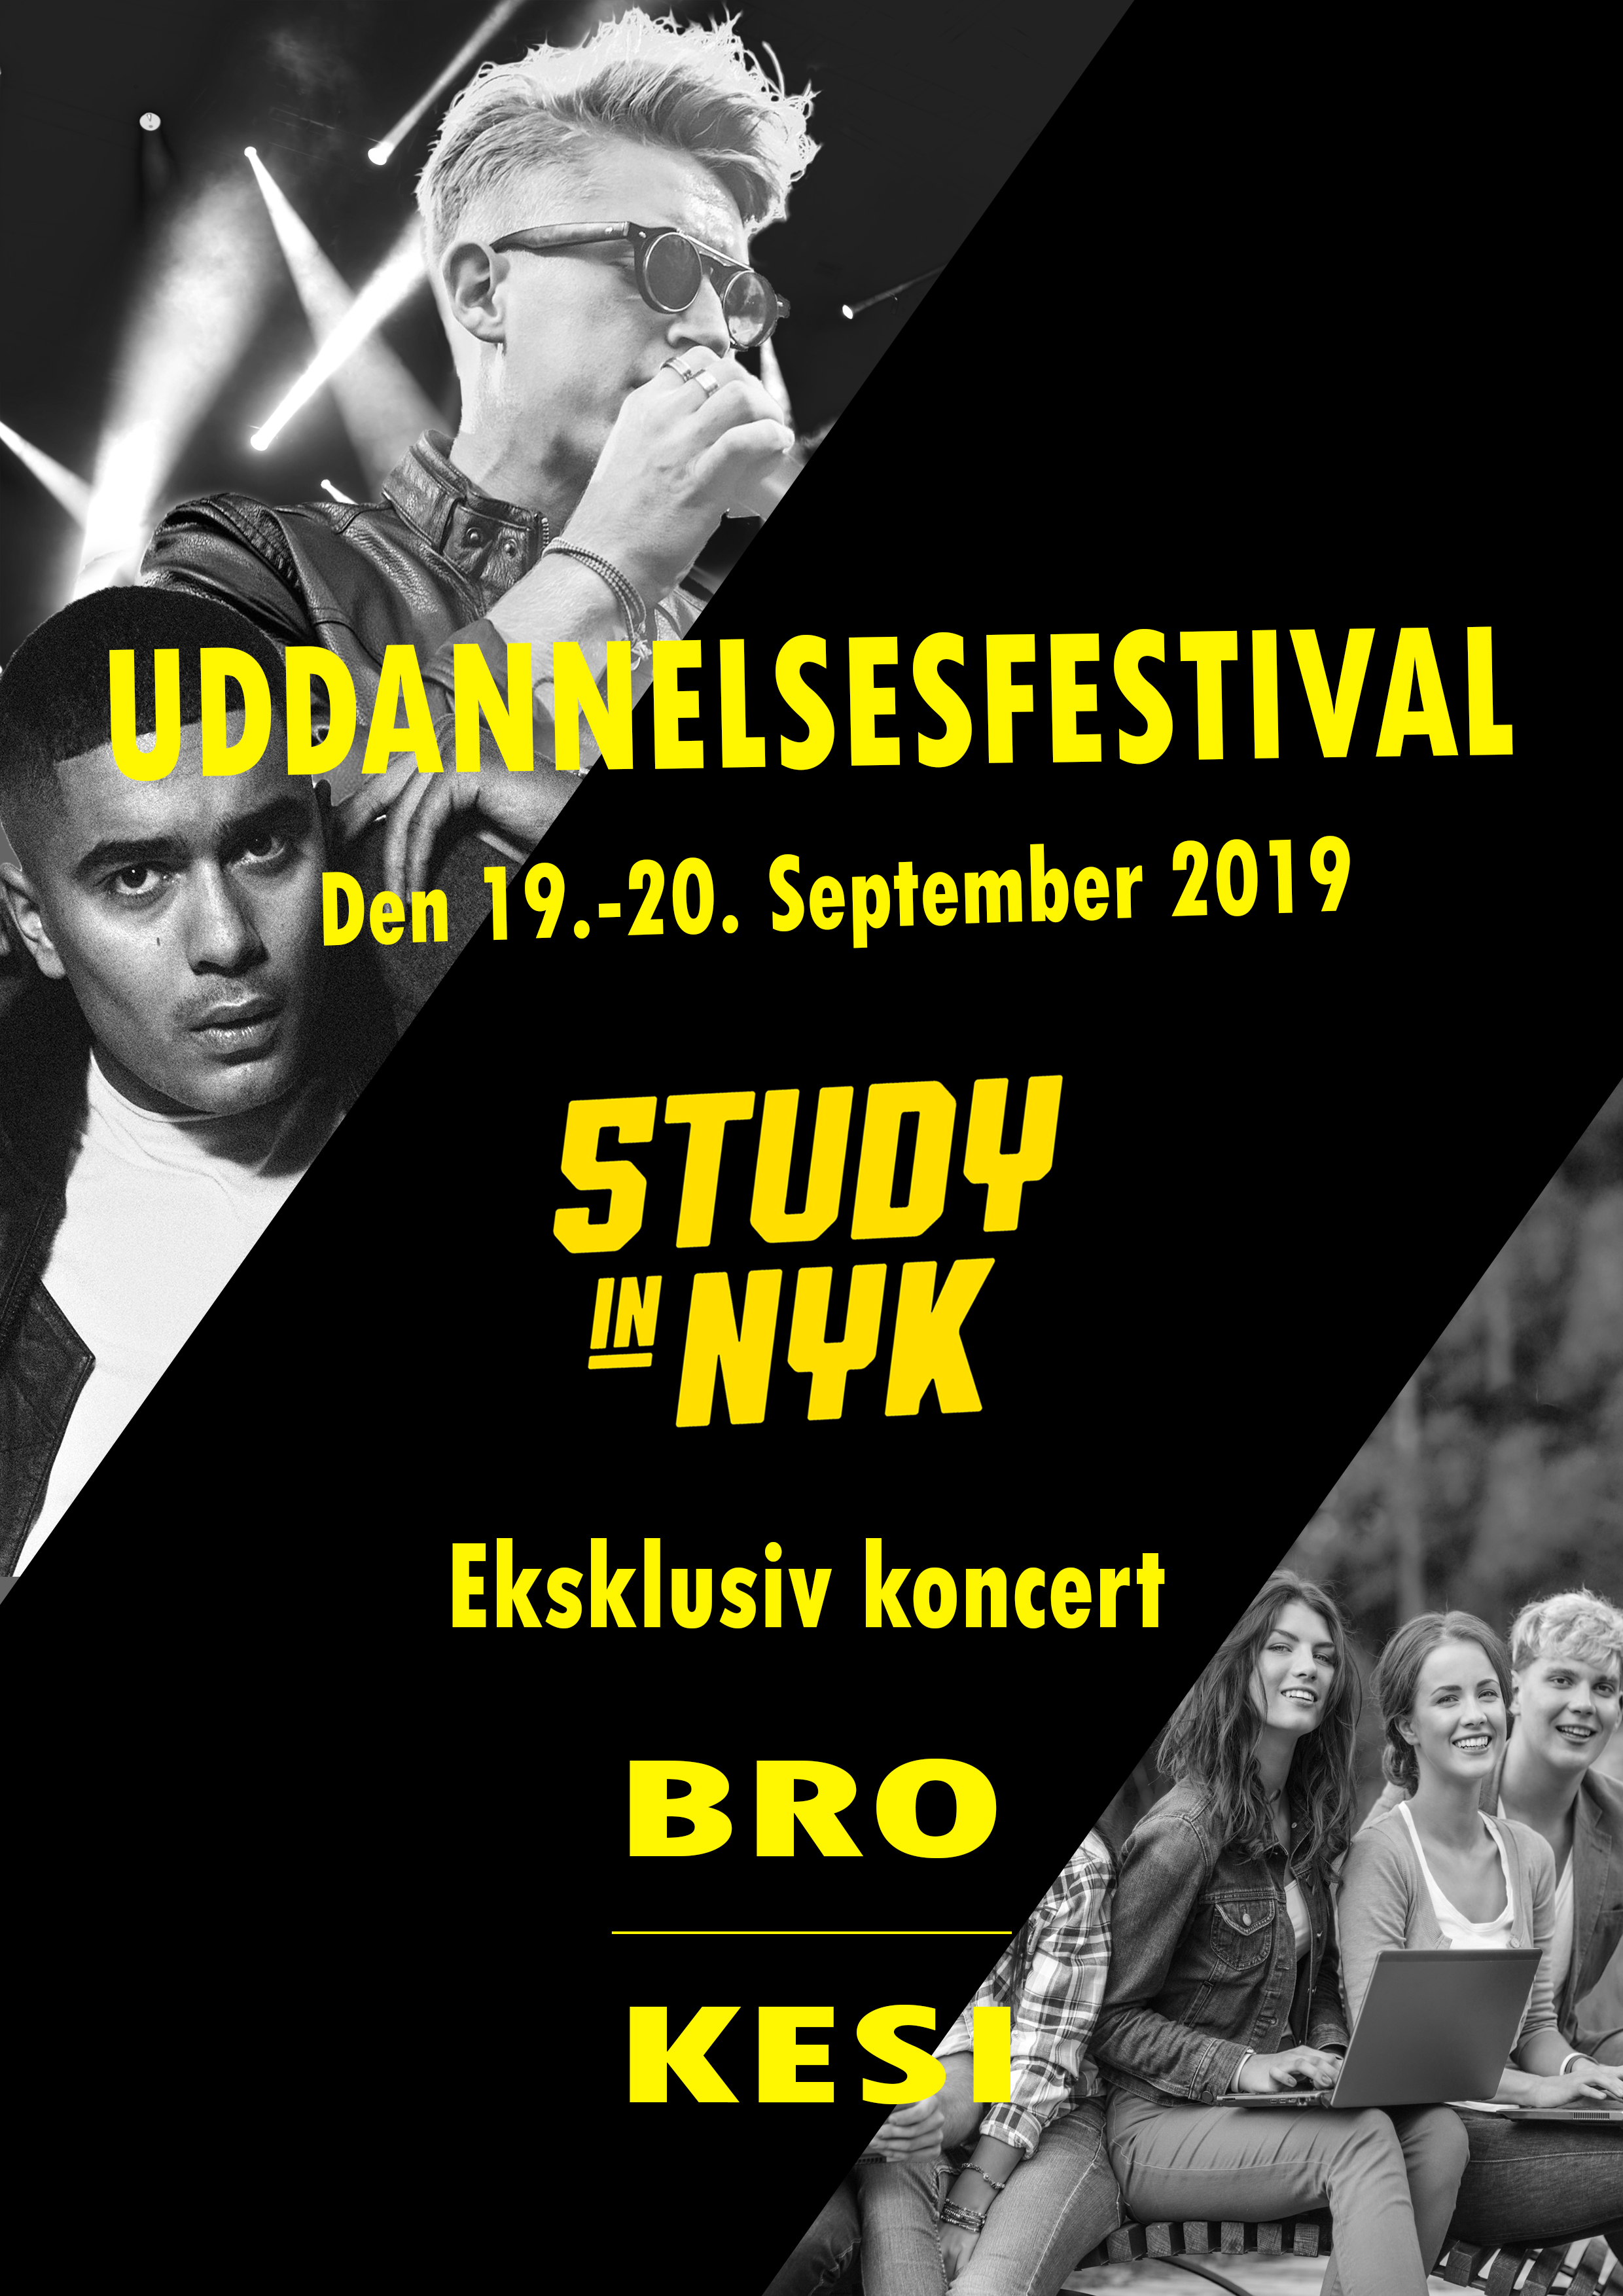 UDDANNELSESFESTIVAL
Den 19.-20. September 2019
STUDY
IN NYK
Eksklusiv koncert
BRO
KESI